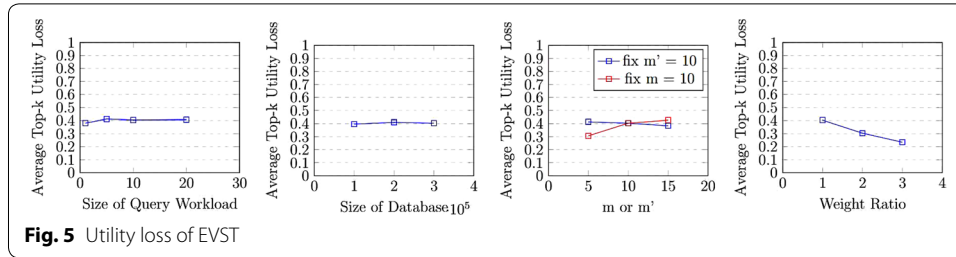 Average Top-k Utility Loss
1
0.9
0.8
0.7
0.6
0.5
0.4
0.3
0.2
0.1
0
0 10 20 30
Size of Query Workload
Average Top-k Utility Loss
1
0.9
0.8
0.7
0.6
0.5
0.4
0.3
0.2
0.1
0
0 1 2 3 4
Size of Database 10⁵
Average Top-k Utility Loss
1
0.9
0.8
0.7
0.6
0.5
0.4
0.3
0.2
0.1
0
fix m' = 10
fix m = 10
0 5 10 15 20
m or m'
Average Top-k Utility Loss
1
0.9
0.8
0.7
0.6
0.5
0.4
0.3
0.2
0.1
0
0 1 2 3 4
Weight Ratio
Fig. 5 Utility loss of EVST